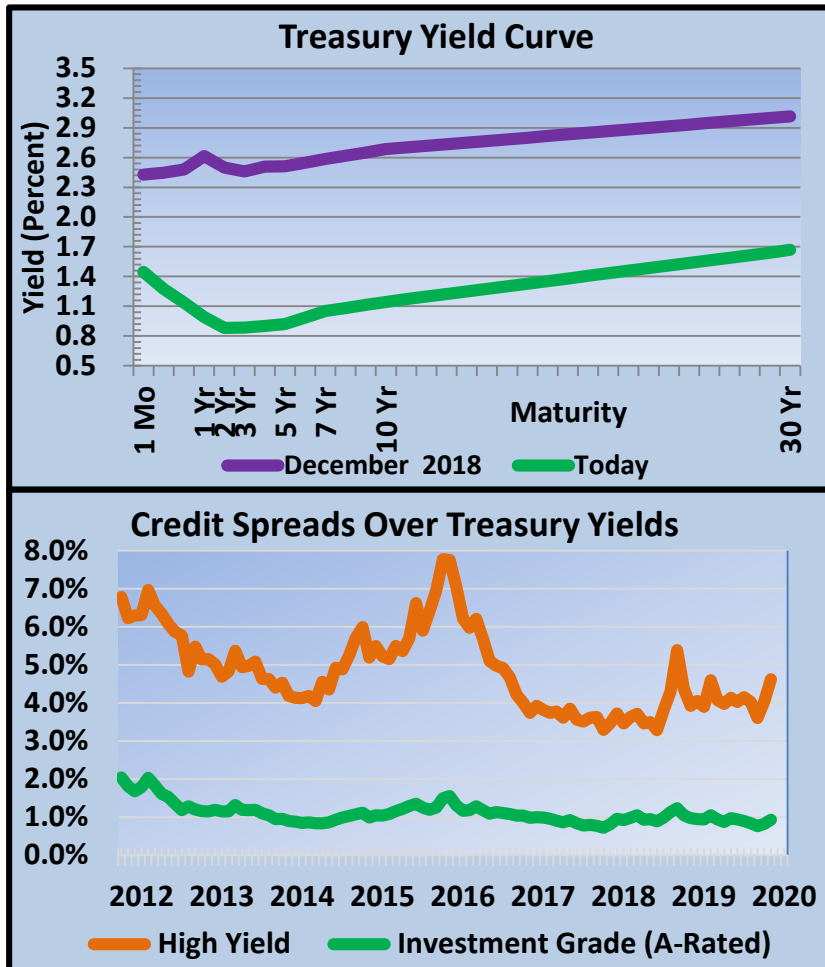 Treasury Yield Curve
Yield (Percent)
3.5
3.2
2.9
2.6
2.3
2.0
1.7
1.4
1.1
0.8
0.5
1 Mo
1 Yr
2 Yr
3 Yr
5 Yr
7 Yr
10 Yr
Maturity
30 Yr
December 2018
Today
Credit Spreads Over Treasury Yields
8.0%
7.0%
6.0%
5.0%
4.0%
3.0%
2.0%
1.0%
0.0%
2012 2013 2014 2015 2016 2017 2018 2019 2020
High Yield
Investment Grade (A-Rated)